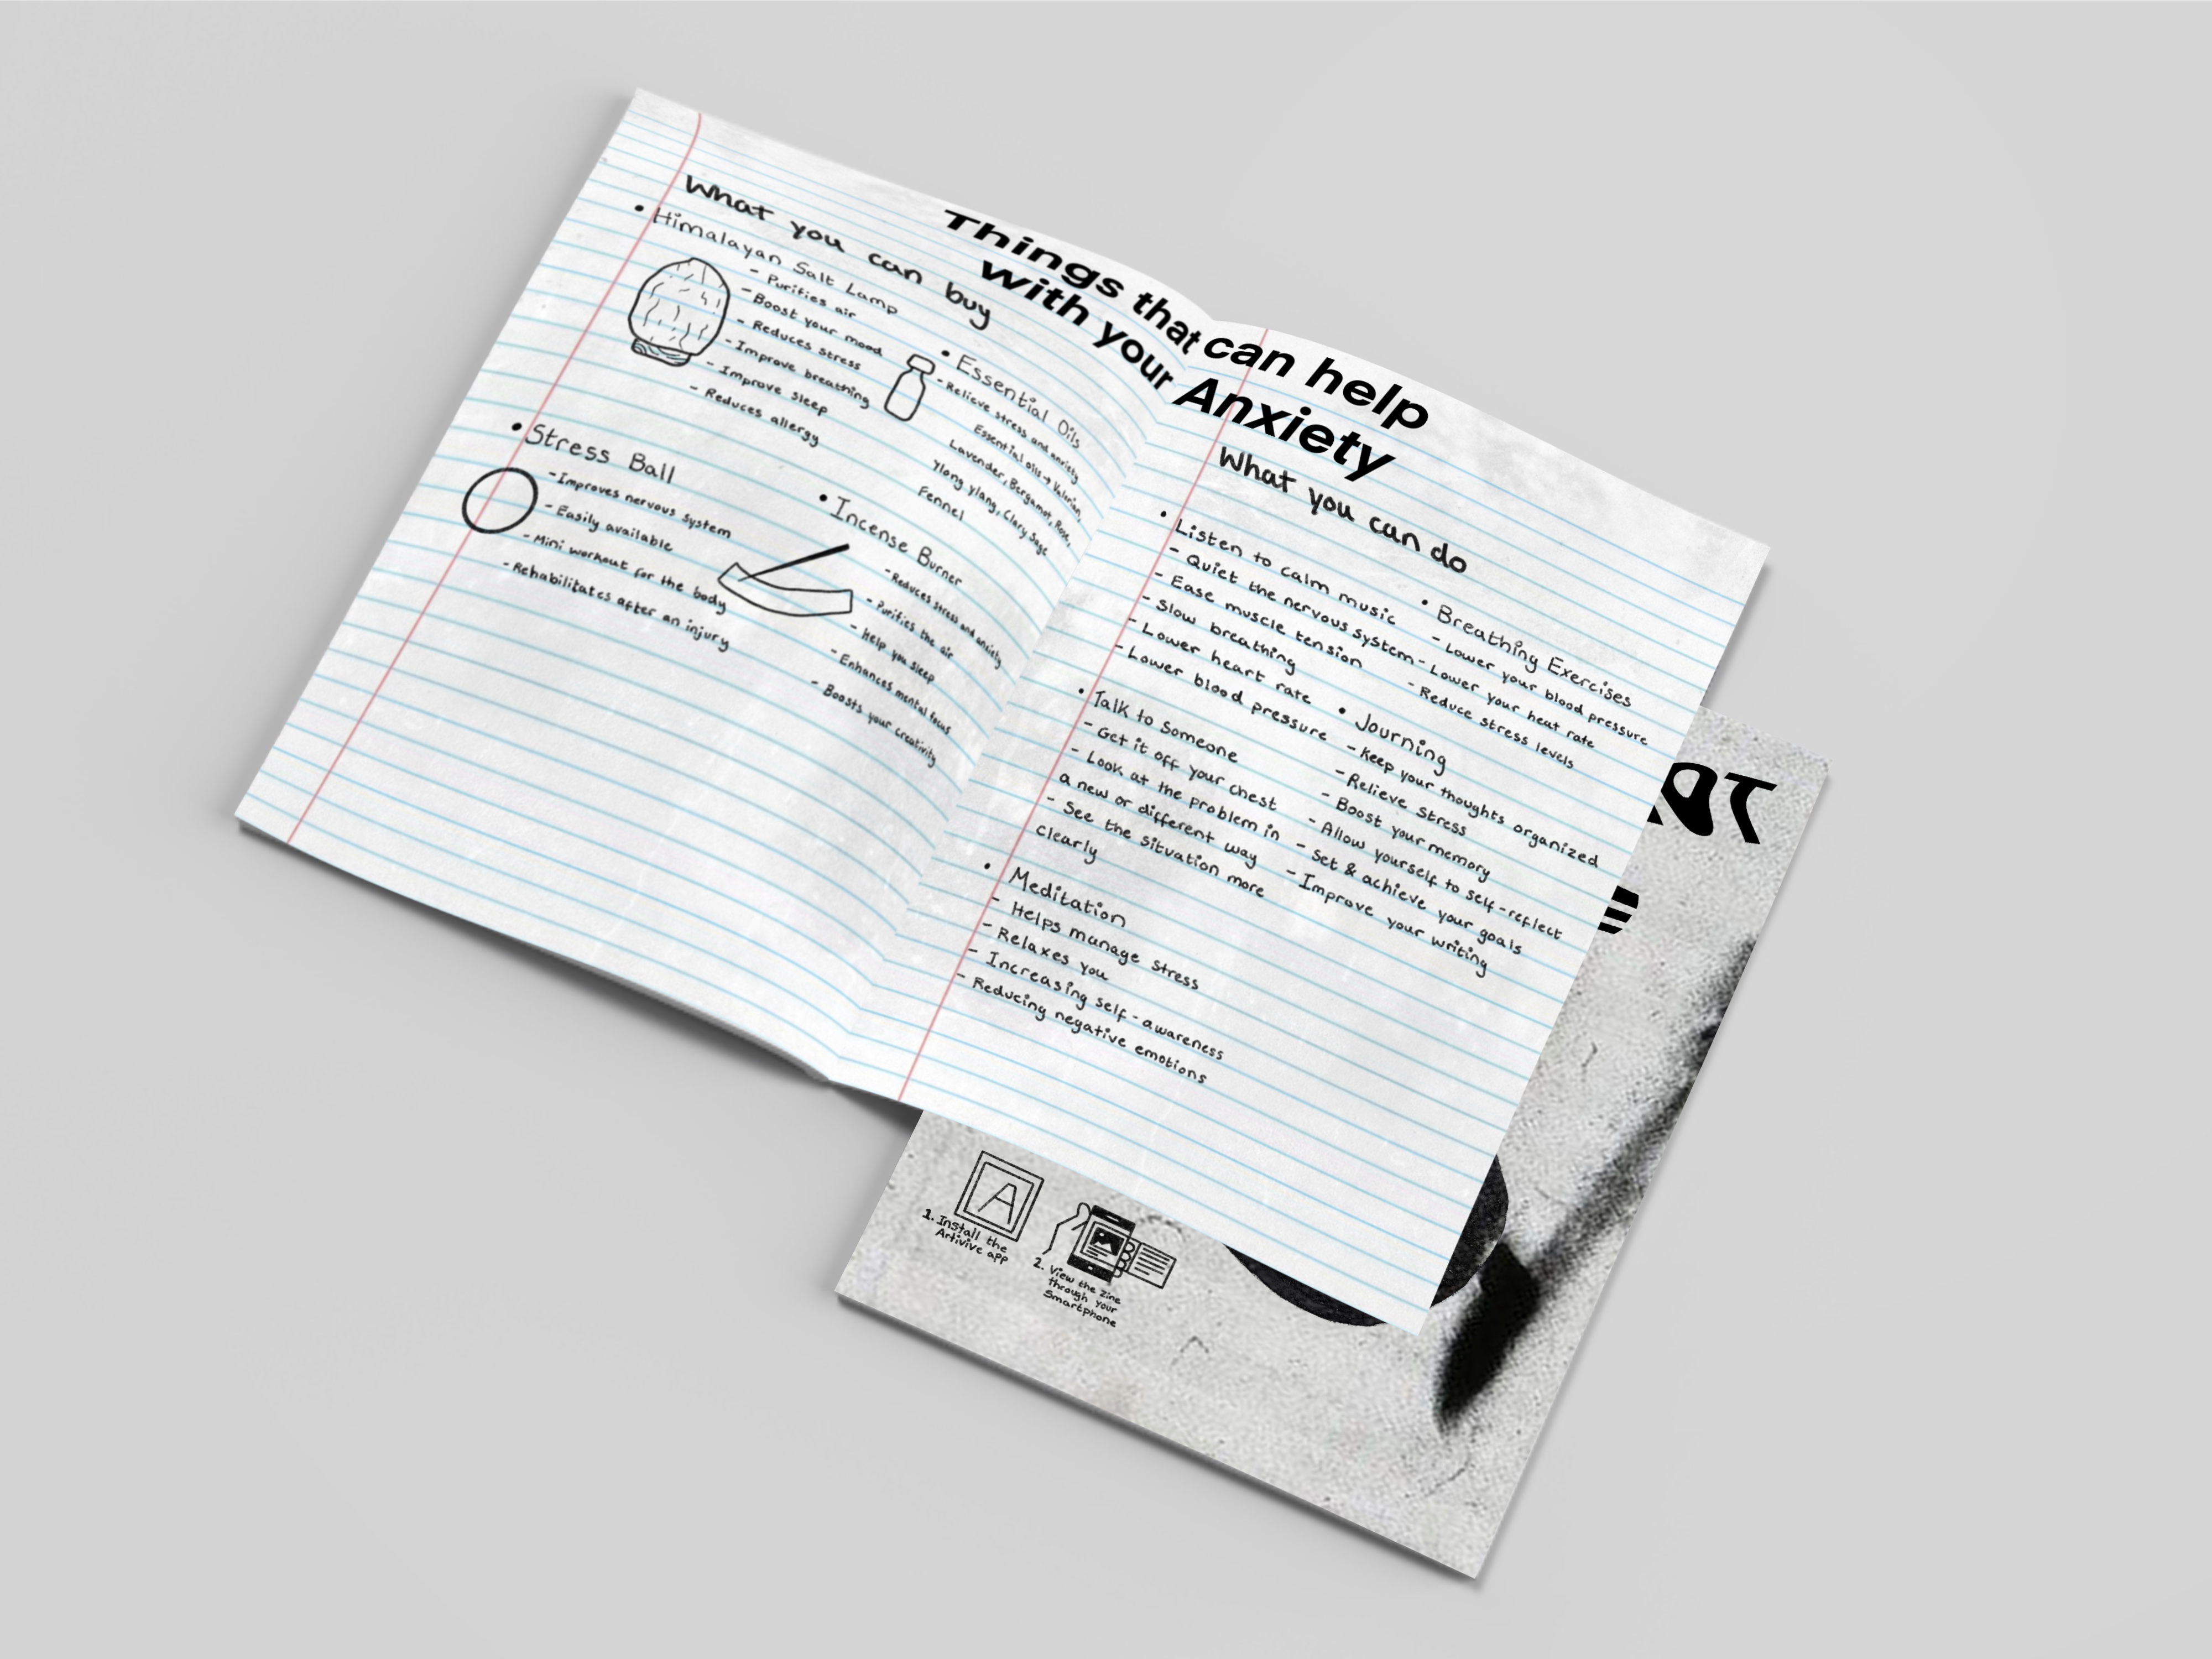 Things that can help
with your Anxiety
What you can buy
• Himalayan Salt Lamp
- Purifies air
- Boost your mood
- Reduces stress
- Improve breathing
- Improve sleep
- Reduces allergy
• Essential Oils
- Relieve stress and anxiety
Essential oils → Valerian,
Lavender, Bergamot, Rose,
Ylang ylang, Clary Sage
Fennel
• Stress Ball
- Improves nervous system
- Easily available
- Mini workout for the body
- Rehabilitates after an injury
• Incense Burner
- Reduces stress and anxiety
- Purifies the air
- Help you sleep
- Enhances mental focus
- Boosts your creativity
What you can do
• Listen to calm music
- Quiet the nervous system
- Ease muscle tension
- Slow breathing
- Lower heart rate
- Lower blood pressure
• Breathing Exercises
- Lower your blood pressure
- Lower your heat rate
- Reduce stress levels
• Talk to Someone
- Get it off your chest
- Look at the problem in
a new or different way
- See the situation more
clearly
• Journing
- Keep your thoughts organized
- Relieve stress
- Boost your memory
- Allow yourself to self-reflect
- Set & achieve your goals
- Improve your writing
• Meditation
- Helps manage stress
- Relaxes you
- Increasing self-awareness
- Reducing negative emotions
A
1. Install the
Artivive app
2. View the zine
through your
Smartphone